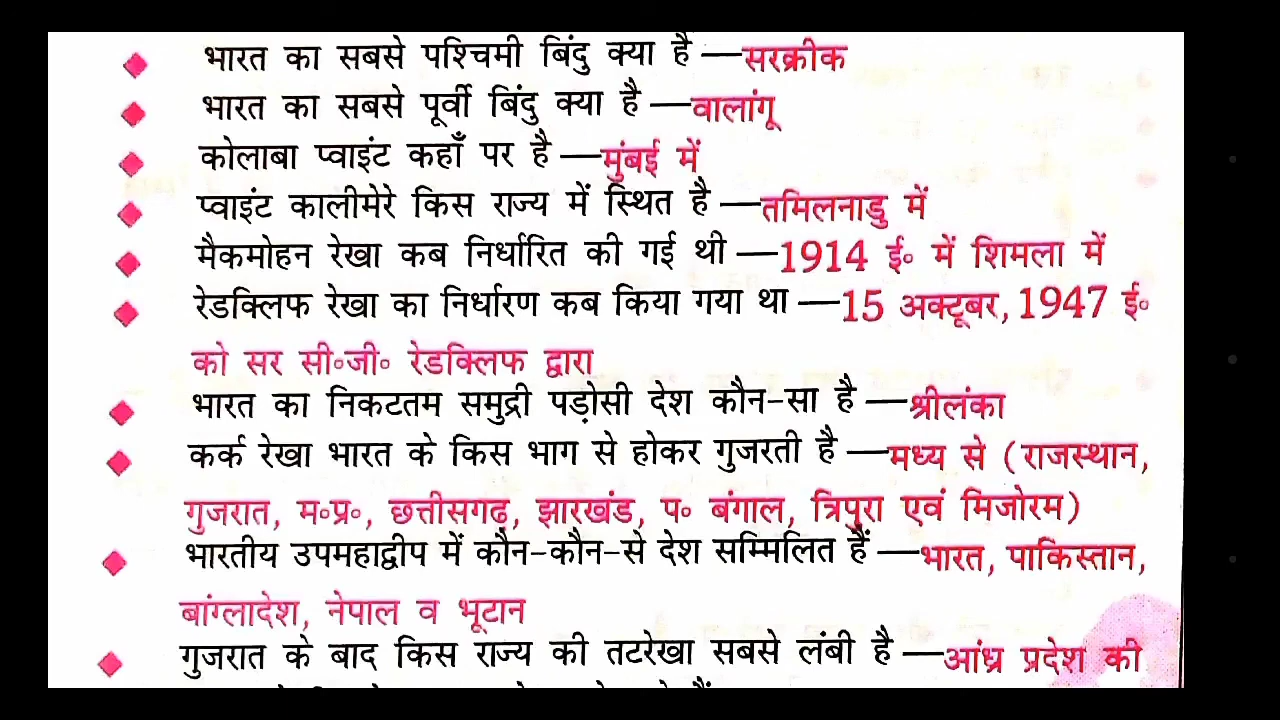 भारत का सबसे पश्चिमी बिंदु क्या है —सरक्रीक
भारत का सबसे पूर्वी बिंदु क्या है —वालांगू
कोलाबा प्वाइंट कहाँ पर है —मुंबई में
प्वाइंट कालीमेरे किस राज्य में स्थित है —तमिलनाडु में
मैकमोहन रेखा कब निर्धारित की गई थी —1914 ई॰ में शिमला में
रेडक्लिफ रेखा का निर्धारण कब किया गया था —15 अक्टूबर, 1947 ई॰
को सर सी॰जी॰ रेडक्लिफ द्वारा
भारत का निकटतम समुद्री पड़ोसी देश कौन-सा है —श्रीलंका
कर्क रेखा भारत के किस भाग से होकर गुजरती है —मध्य से (राजस्थान,
गुजरात, म॰प्र॰, छत्तीसगढ़, झारखंड, प॰ बंगाल, त्रिपुरा एवं मिजोरम)
भारतीय उपमहाद्वीप में कौन-कौन-से देश सम्मिलित हैं —भारत, पाकिस्तान,
बांग्लादेश, नेपाल व भूटान
गुजरात के बाद किस राज्य की तटरेखा सबसे लंबी है —आंध्र प्रदेश की